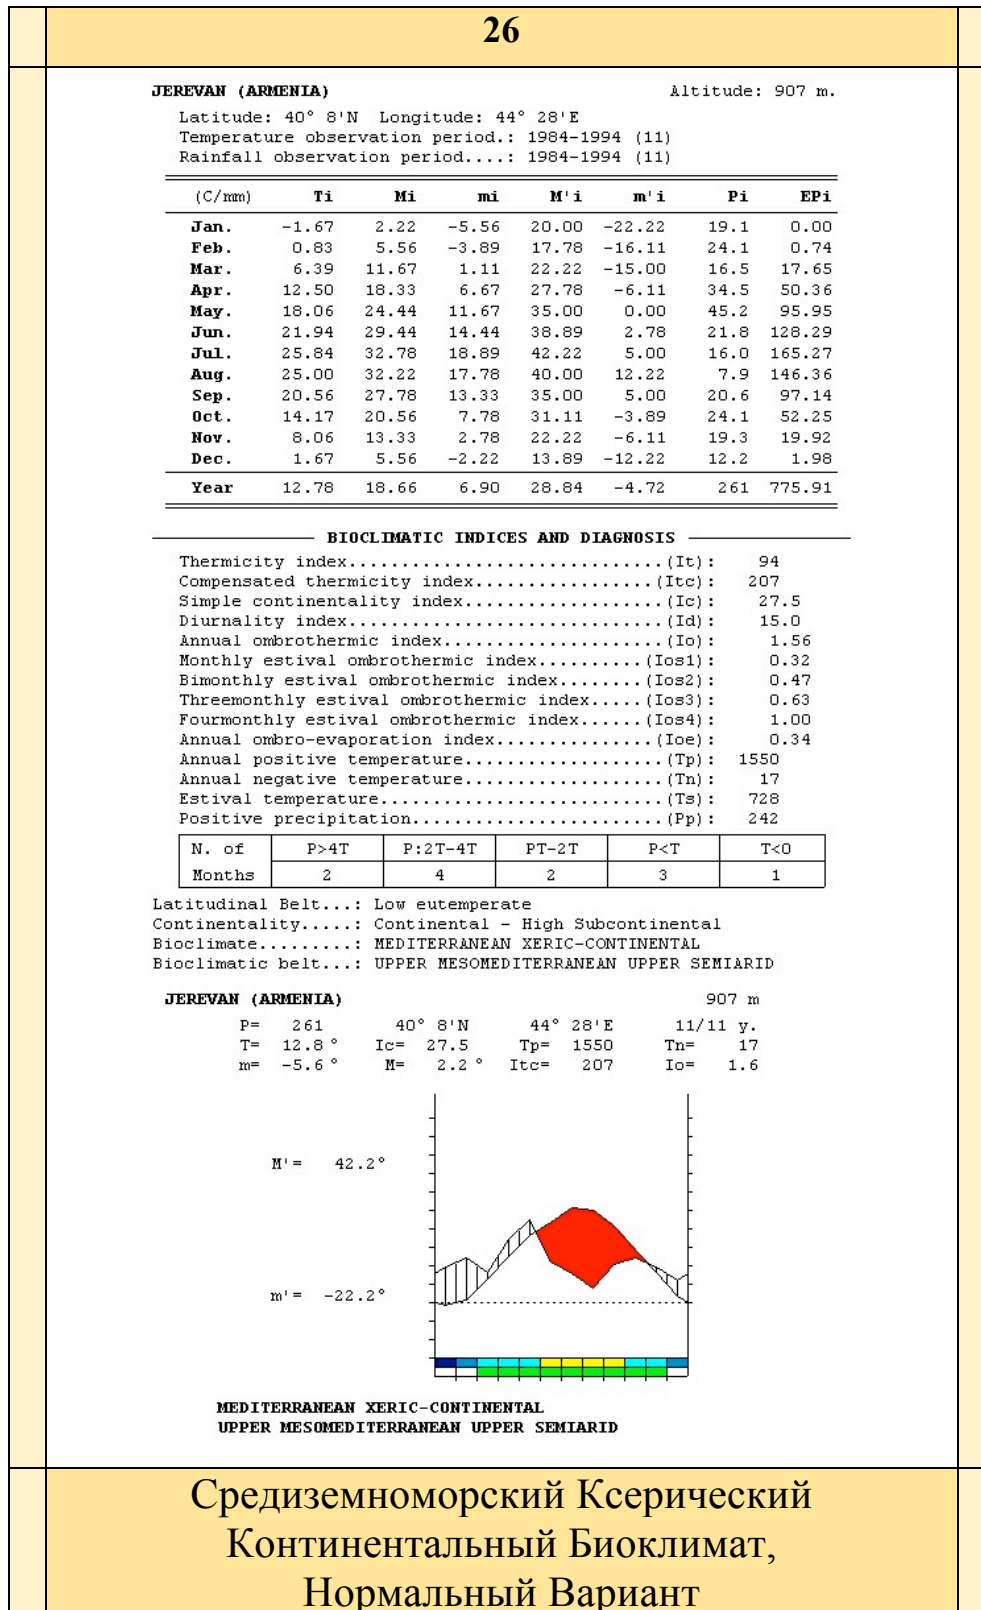 26
JEREVAN (ARMENIA) Altitude: 907 m.
Latitude: 40° 8'N Longitude: 44° 28'E
Temperature observation period.: 1984-1994 (11)
Rainfall observation period....: 1984-1994 (11)
(C/mm) Ti Mi mi M'i m'i Pi EPi
Jan. -1.67 2.22 -5.56 20.00 -22.22 19.1 0.00
Feb. 0.83 5.56 -3.89 17.78 -16.11 24.1 0.74
Mar. 6.39 11.67 1.11 22.22 -15.00 16.5 17.65
Apr. 12.50 18.33 6.67 27.78 -6.11 34.5 50.36
May. 18.06 24.44 11.67 35.00 0.00 45.2 95.95
Jun. 21.94 29.44 14.44 38.89 2.78 21.8 128.29
Jul. 25.84 32.78 18.89 42.22 5.00 16.0 165.27
Aug. 25.00 32.22 17.78 40.00 12.22 7.9 146.36
Sep. 20.56 27.78 13.33 35.00 5.00 20.6 97.14
Oct. 14.17 20.56 7.78 31.11 -3.89 24.1 52.25
Nov. 8.06 13.33 2.78 22.22 -6.11 19.3 19.92
Dec. 1.67 5.56 -2.22 13.89 -12.22 12.2 1.98
Year 12.78 18.66 6.90 28.84 -4.72 261 775.91
BIOCLIMATIC INDICES AND DIAGNOSIS
Thermicity index..............................(It): 94
Compensated thermicity index.................(Itc): 207
Simple continentality index...................(Ic): 27.5
Diurnality index..............................(Id): 15.0
Annual ombrothermic index.....................(Io): 1.56
Monthly estival ombrothermic index..........(Ios1): 0.32
Bimonthly estival ombrothermic index........(Ios2): 0.47
Threemonthly estival ombrothermic index.....(Ios3): 0.63
Fourmonthly estival ombrothermic index......(Ios4): 1.00
Annual ombro-evaporation index...............(Ioe): 0.34
Annual positive temperature...................(Tp): 1550
Annual negative temperature...................(Tn): 17
Estival temperature...........................(Ts): 728
Positive precipitation........................(Pp): 242
N. of P>4T P:2T-4T PT-2T P<T T<0
Months 2 4 2 3 1
Latitudinal Belt...: Low eutemperate
Continentality.....: Continental - High Subcontinental
Bioclimate.........: MEDITERRANEAN XERIC-CONTINENTAL
Bioclimatic belt...: UPPER MESOMEDITERRANEAN UPPER SEMIARID
JEREVAN (ARMENIA) 907 m
P= 261 40° 8'N 44° 28'E 11/11 y.
T= 12.8° Ic= 27.5 Tp= 1550 Tn= 17
m= -5.6° M= 2.2° Itc= 207 Io= 1.6
M'= 42.2°
m'= -22.2°
MEDITERRANEAN XERIC-CONTINENTAL
UPPER MESOMEDITERRANEAN UPPER SEMIARID
Средиземноморский Ксерический
Континентальный Биоклимат,
Нормальный Вариант